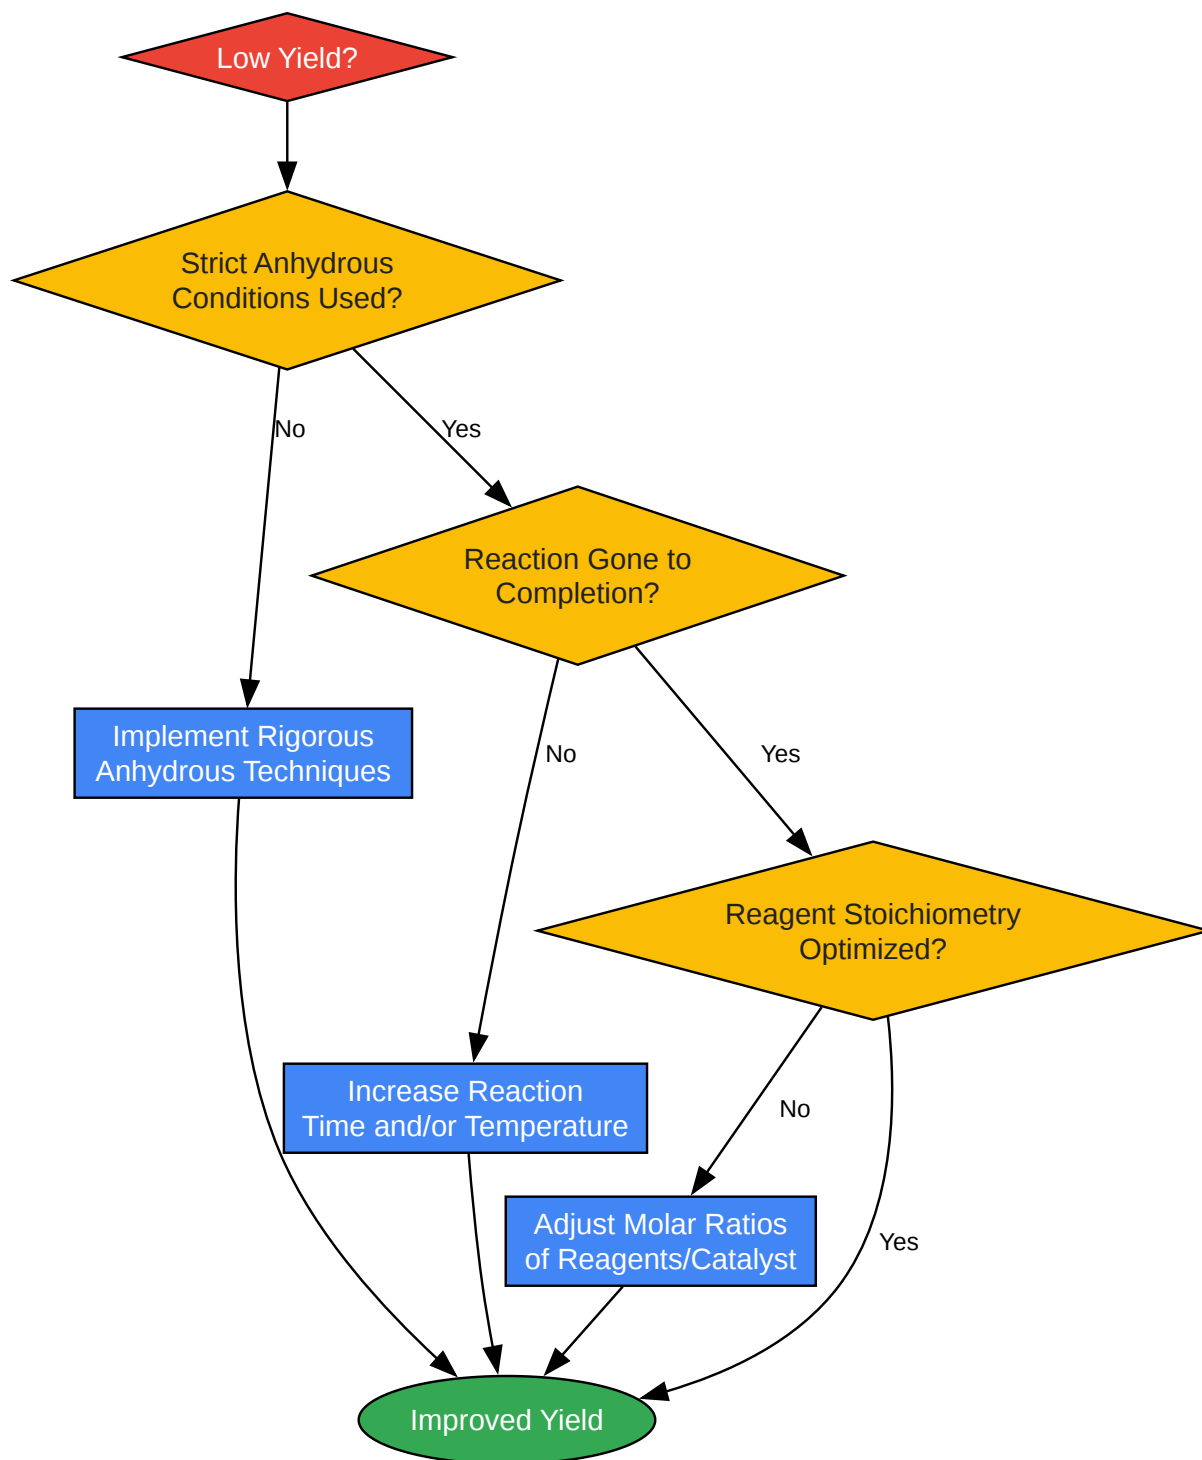 Low Yield?
Strict Anhydrous
Conditions Used?
No
Yes
Reaction Gone to
Completion?
Implement Rigorous
Anhydrous Techniques
No
Yes
Reagent Stoichiometry
Optimized?
Increase Reaction
Time and/or Temperature
No
Adjust Molar Ratios
of Reagents/Catalyst
Yes
Improved Yield